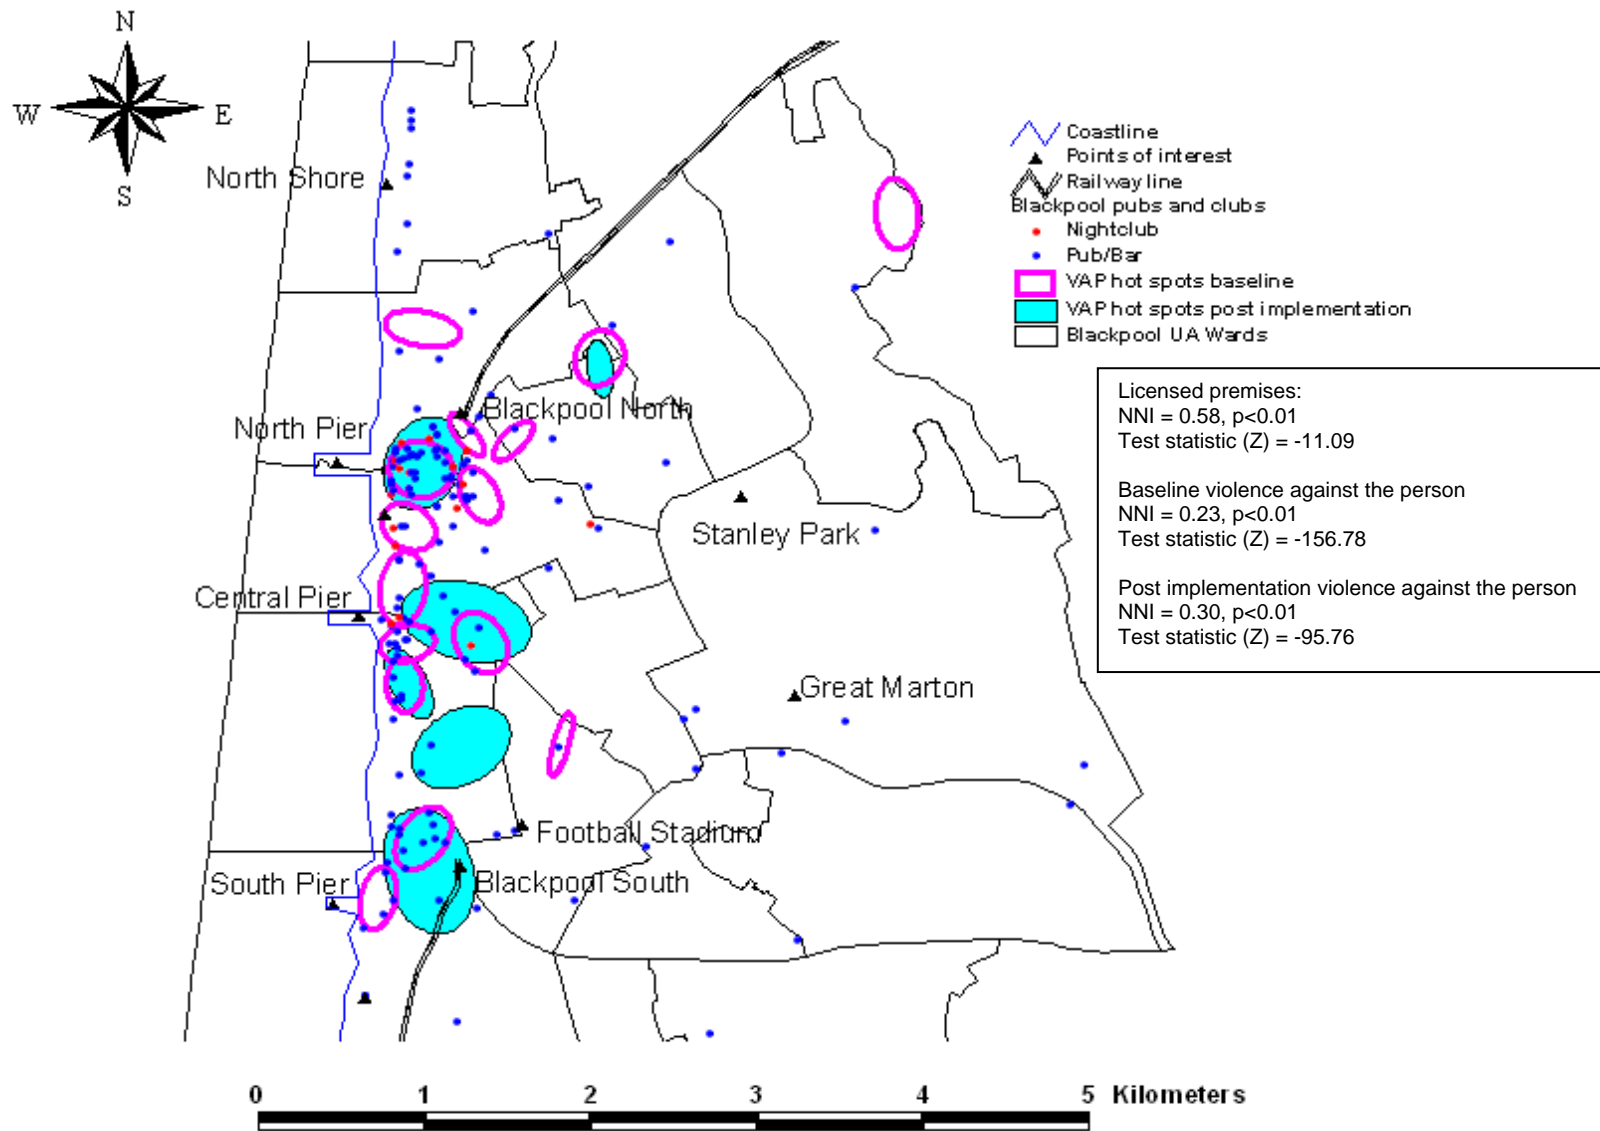 N
W
E
S
North Shore
Coastline
Points of interest
Railway line
Blackpool pubs and clubs
Nightclub
Pub/Bar
VAP hot spots baseline
VAP hot spots post implementation
Blackpool UA Wards
Licensed premises:
NNI = 0.58, p<0.01
Test statistic (Z) = -11.09
Baseline violence against the person
NNI = 0.23, p<0.01
Test statistic (Z) = -156.78
Post implementation violence against the person
NNI = 0.30, p<0.01
Test statistic (Z) = -95.76
Blackpool North
North Pier
Stanley Park
Central Pier
Great Marton
Football Stadium
South Pier
Blackpool South
0 1 2 3 4 5 Kilometers